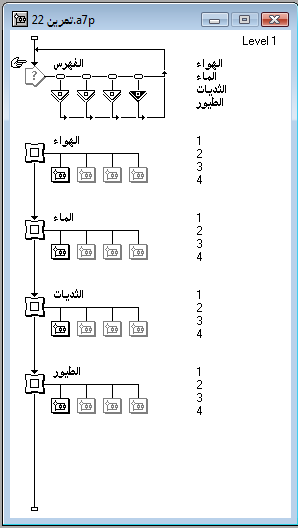 تمرين 22.a7p
Level 1
الفهرس
الهواء
الماء
الثديات
الطيور
?
الهواء
1
2
3
4
الماء
1
2
3
4
الثديات
1
2
3
4
الطيور
1
2
3
4